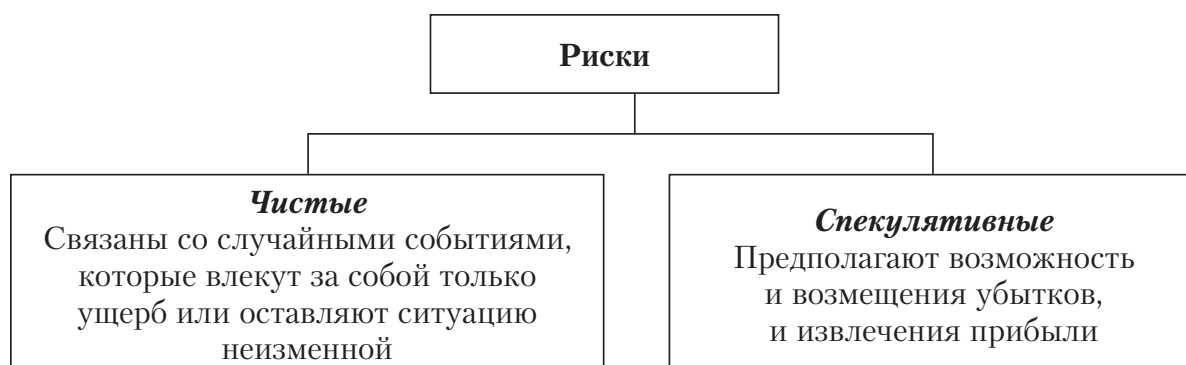 Риски
Чистые
Связаны со случайными событиями,
которые влекут за собой только
ущерб или оставляют ситуацию
неизменной
Спекулятивные
Предполагают возможность
и возмещения убытков,
и извлечения прибыли